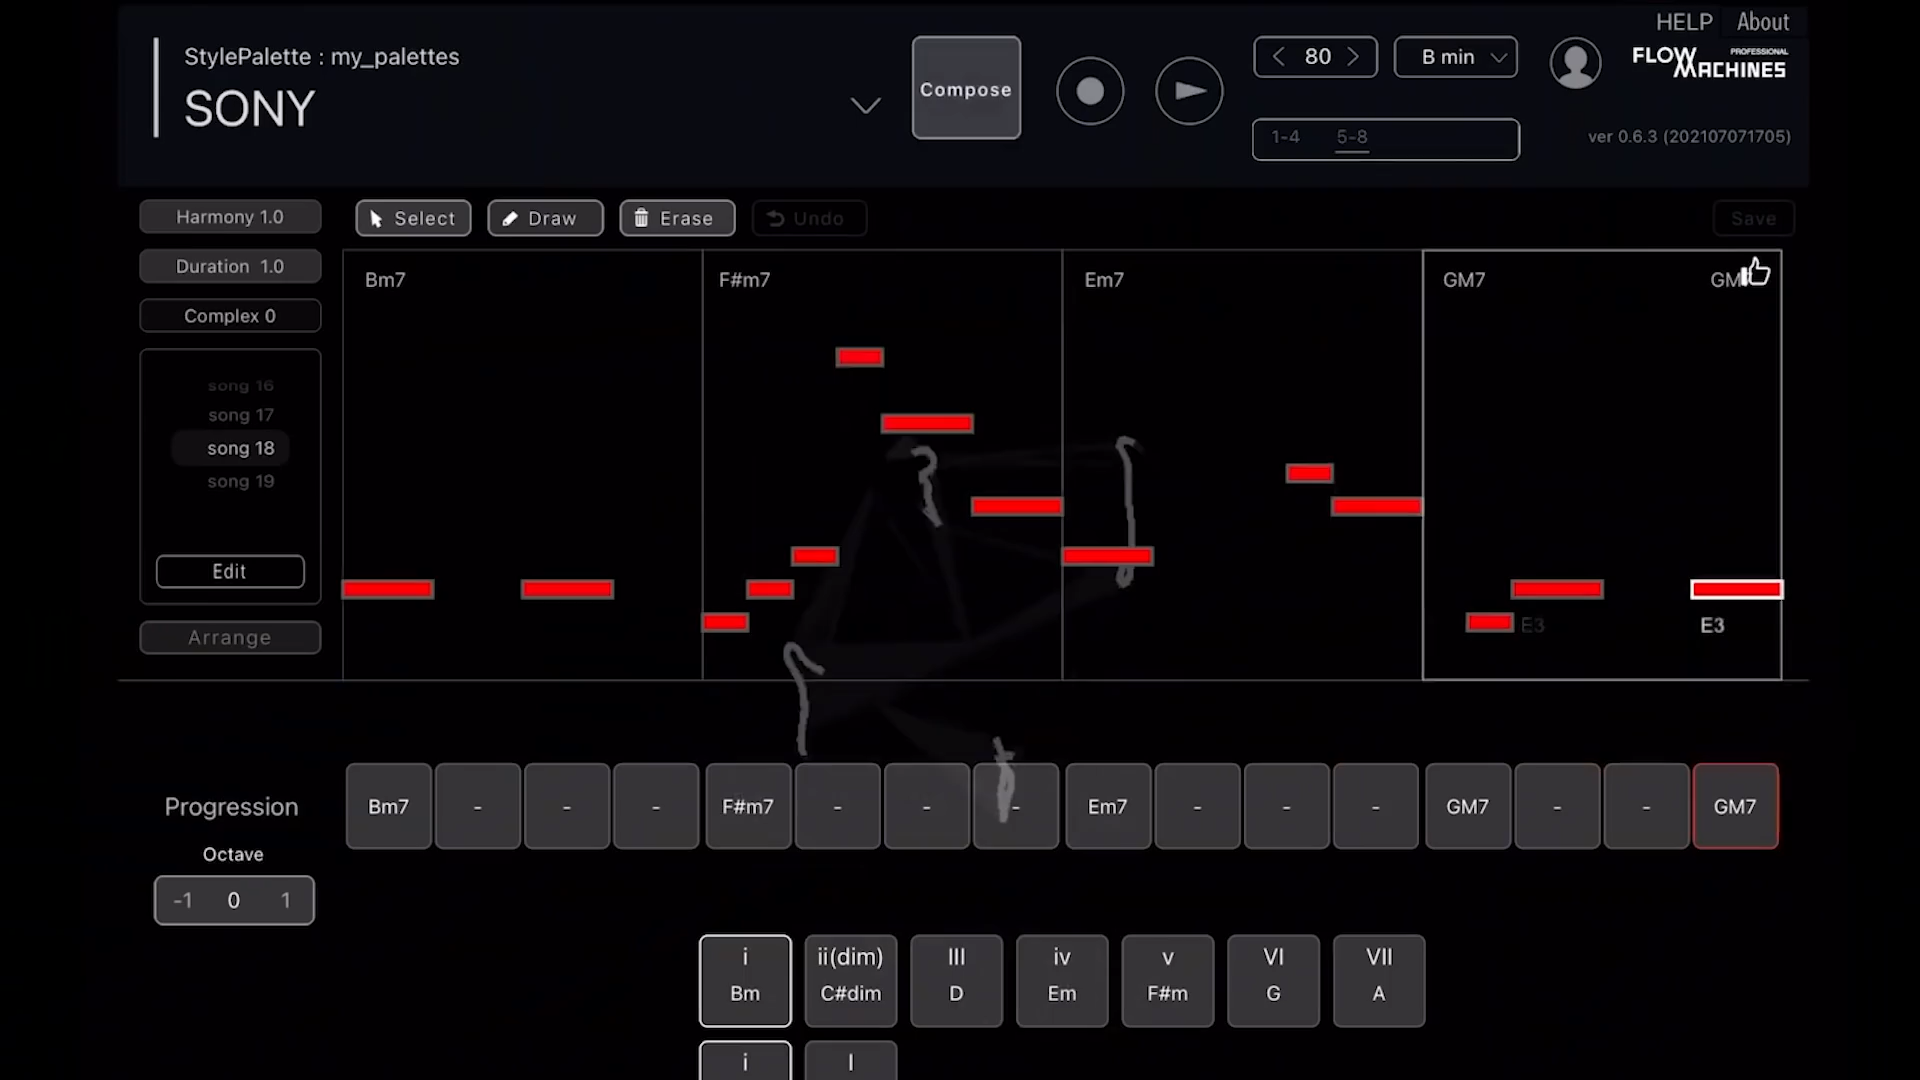 HELP About
StylePalette : my_palettes
SONY
Compose
80
B min
FLOW MACHINES PROFESSIONAL
1-4 5-8
ver 0.6.3 (202107071705)
Harmony 1.0
Duration 1.0
Complex 0
Select Draw Erase Undo Save
Bm7 F#m7 Em7 GM7
song 16
song 17
song 18
song 19
Edit
Arrange
E3 E3
Progression
Bm7 - - - F#m7 - - - Em7 - - - GM7 - - GM7
Octave
-1 0 1
i ii(dim) III iv v VI VII
Bm C#dim D Em F#m G A
i I